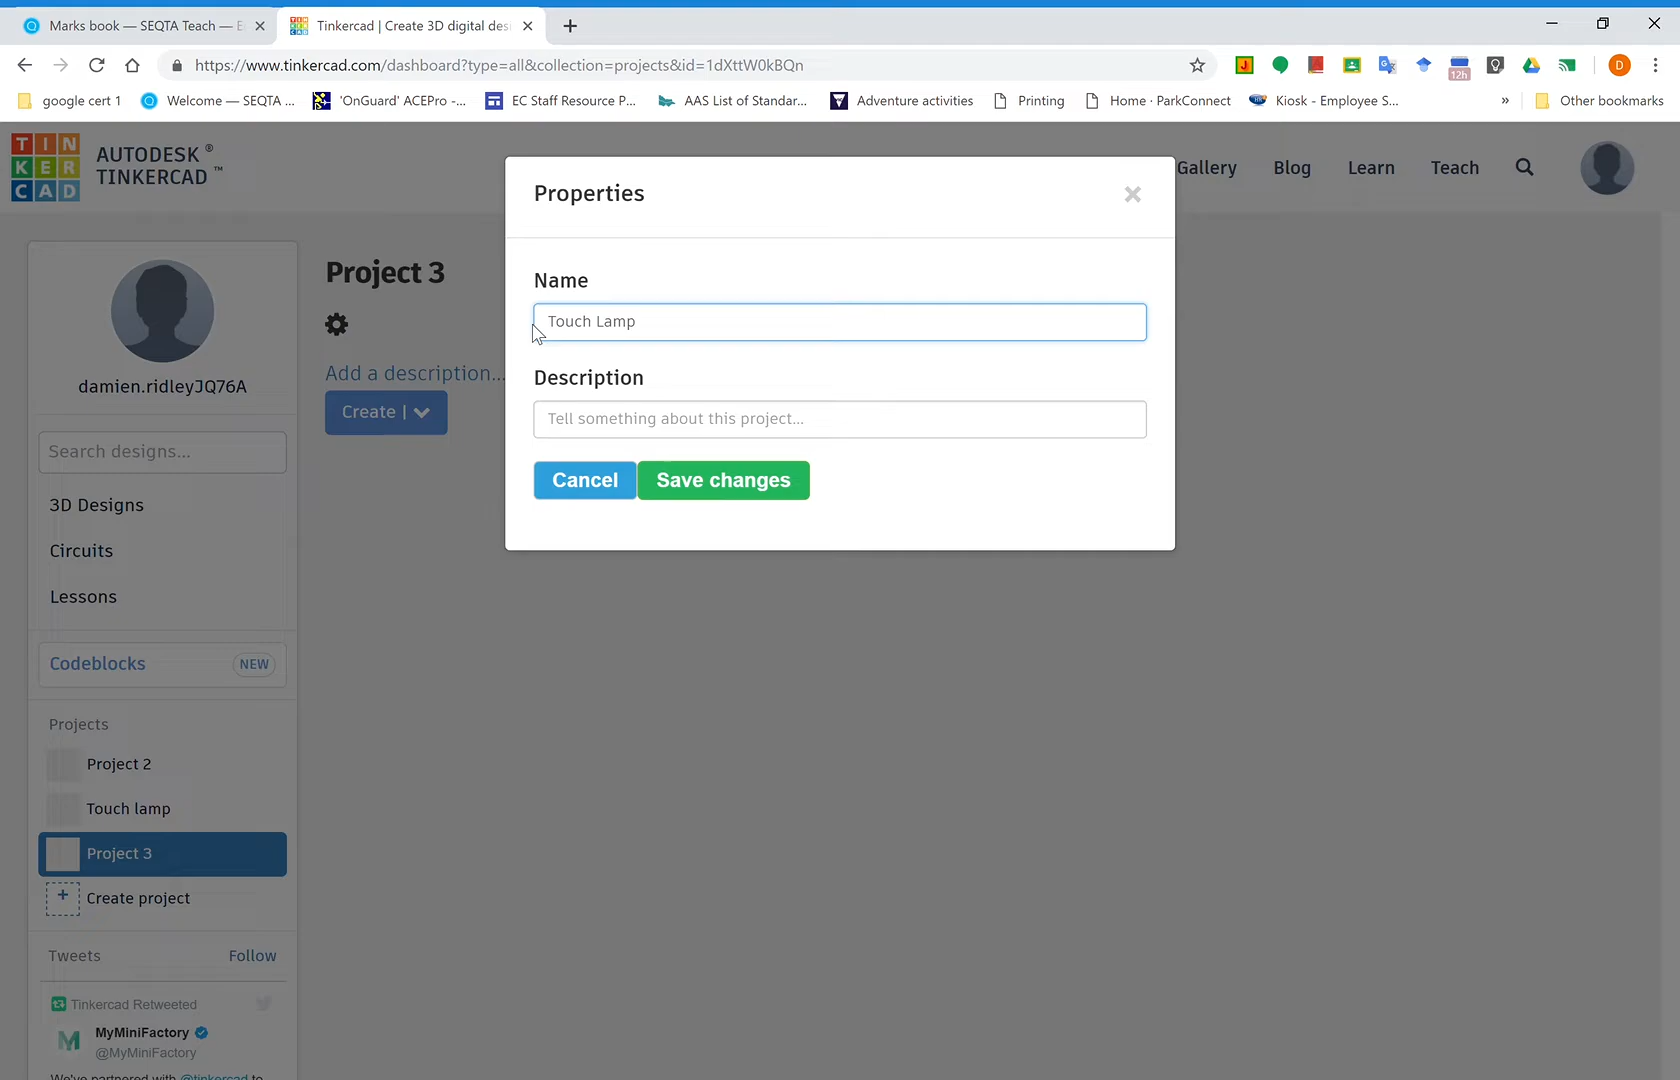 Marks book — SEQTA Teach — E
Tinkercad | Create 3D digital desi
https://www.tinkercad.com/dashboard?type=all&collection=projects&id=1dXttW0kBQn
12h
D
google cert 1
Welcome — SEQTA ...
'OnGuard' ACEPro -...
EC Staff Resource P...
AAS List of Standar...
Adventure activities
Printing
Home · ParkConnect
Kiosk - Employee S...
»
Other bookmarks
TIN
KER
CAD
AUTODESK ®
TINKERCAD ™
Gallery
Blog
Learn
Teach
damien.ridleyJQ76A
Search designs...
3D Designs
Circuits
Lessons
Codeblocks
NEW
Projects
Project 2
Touch lamp
Project 3
+ Create project
Tweets
Follow
Tinkercad Retweeted
MyMiniFactory
@MyMiniFactory
We've partnered with @tinkercad to
Project 3
Add a description...
Create |
Properties
Name
Touch Lamp
Description
Tell something about this project...
Cancel
Save changes